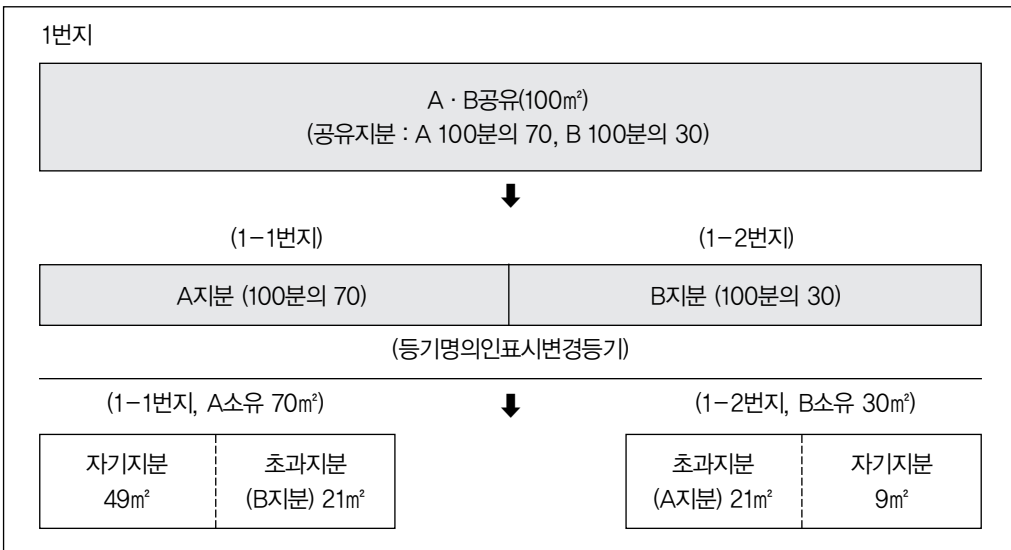 1번지
A · B공유(100㎡)
(공유지분 : A 100분의 70, B 100분의 30)
(1-1번지) (1-2번지)
A지분 (100분의 70) B지분 (100분의 30)
(등기명의인표시변경등기)
(1-1번지, A소유 70㎡) (1-2번지, B소유 30㎡)
자기지분 초과지분 초과지분 자기지분
49㎡ (B지분) 21㎡ (A지분) 21㎡ 9㎡